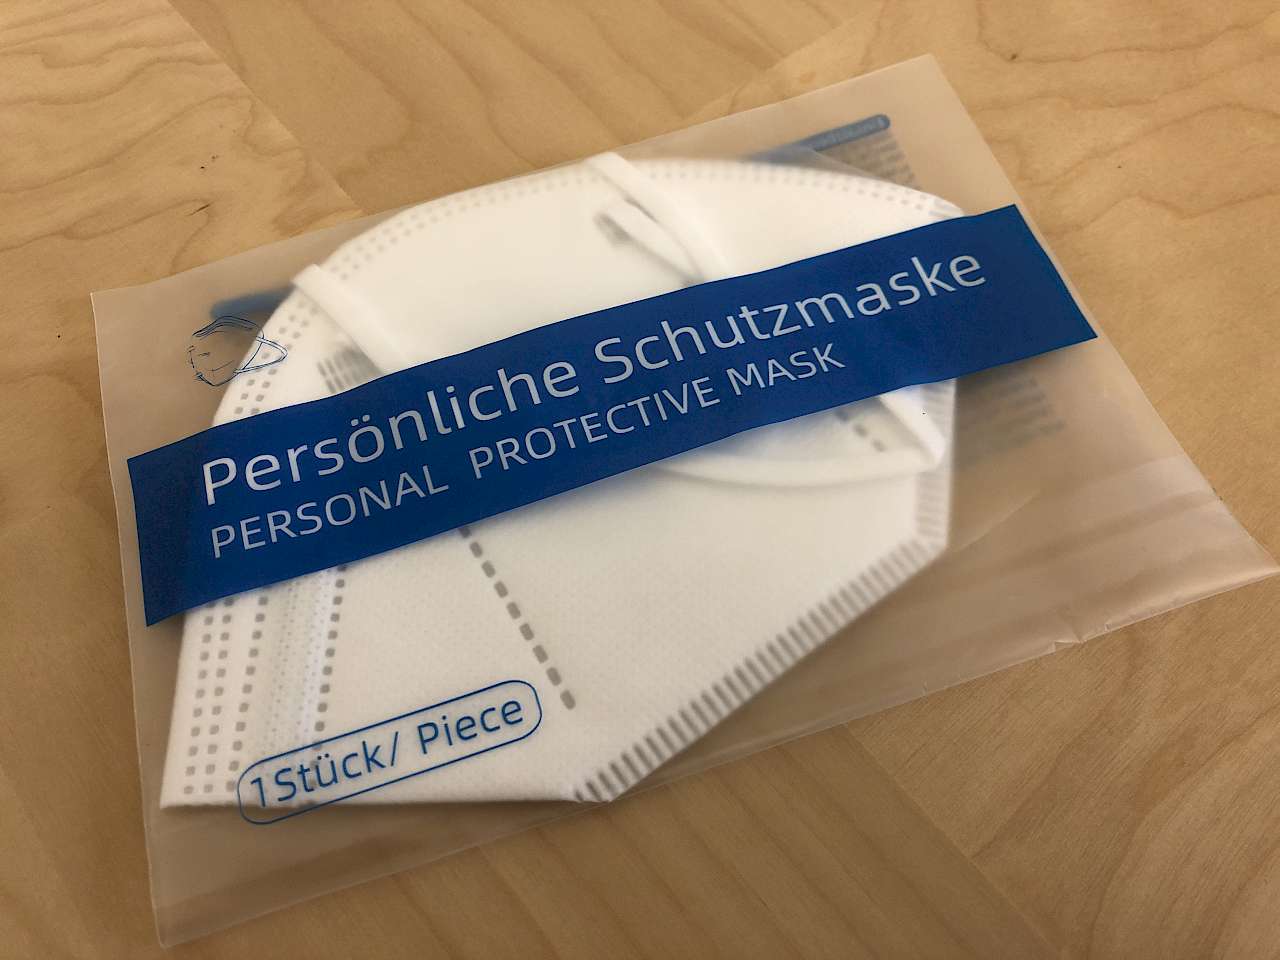 Persönliche Schutzmaske
PERSONAL PROTECTIVE MASK
1Stück/ Piece